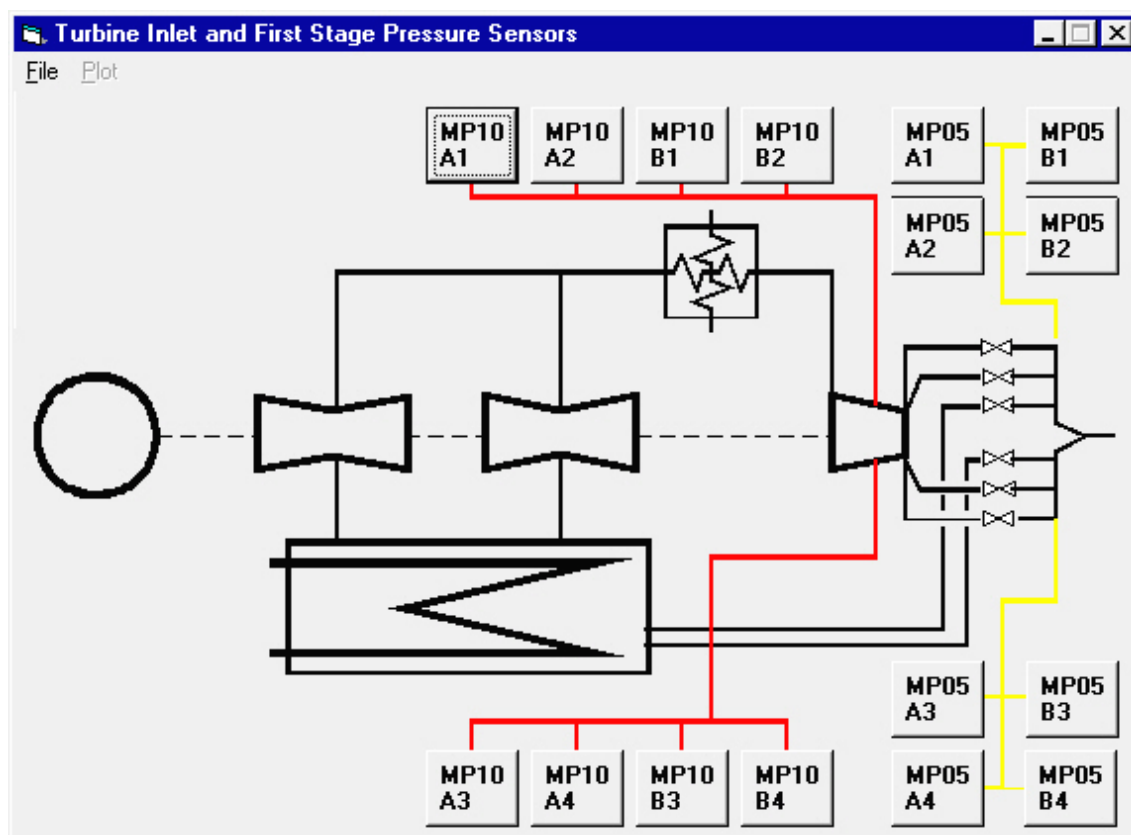 Turbine Inlet and First Stage Pressure Sensors
File Plot
MP10
A1
MP10
A2
MP10
B1
MP10
B2
MP05
A1
MP05
B1
MP05
A2
MP05
B2
MP05
A3
MP05
B3
MP10
A3
MP10
A4
MP10
B3
MP10
B4
MP05
A4
MP05
B4